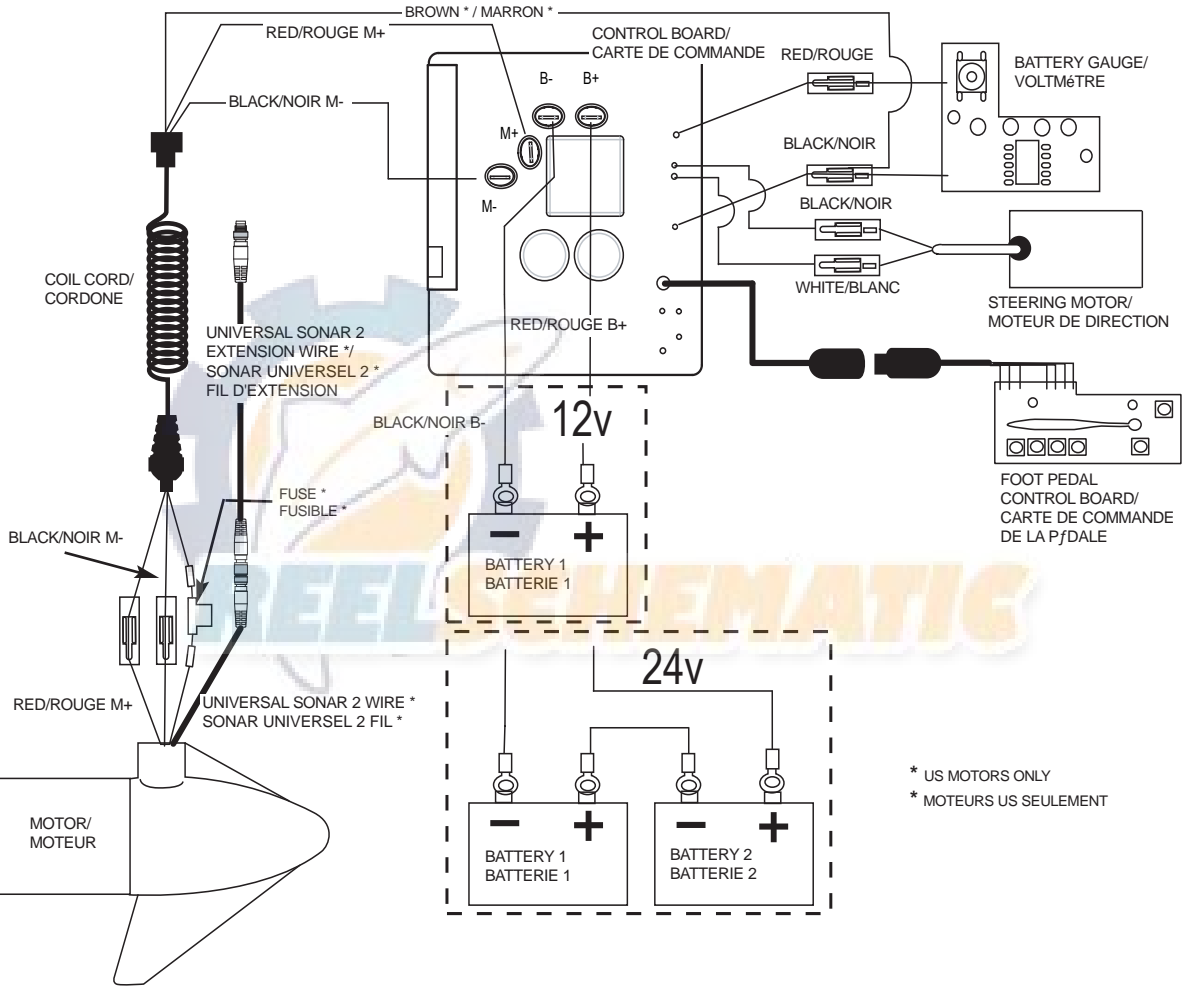 BROWN * / MARRON *
RED/ROUGE M+
CONTROL BOARD/
CARTE DE COMMANDE
RED/ROUGE
BATTERY GAUGE/
VOLTMéTRE
B-
B+
BLACK/NOIR M-
M+
M-
BLACK/NOIR
BLACK/NOIR
WHITE/BLANC
STEERING MOTOR/
MOTEUR DE DIRECTION
COIL CORD/
CORDONE
UNIVERSAL SONAR 2
EXTENSION WIRE */
SONAR UNIVERSEL 2 *
FIL D'EXTENSION
RED/ROUGE B+
BLACK/NOIR B-
12v
FOOT PEDAL
CONTROL BOARD/
CARTE DE COMMANDE
DE LA PƒDALE
FUSE *
FUSIBLE *
BLACK/NOIR M-
BATTERY 1
BATTERIE 1
REELSCHEMATIC
24v
RED/ROUGE M+
UNIVERSAL SONAR 2 WIRE *
SONAR UNIVERSEL 2 FIL *
MOTOR/
MOTEUR
BATTERY 1
BATTERIE 1
BATTERY 2
BATTERIE 2
* US MOTORS ONLY
* MOTEURS US SEULEMENT